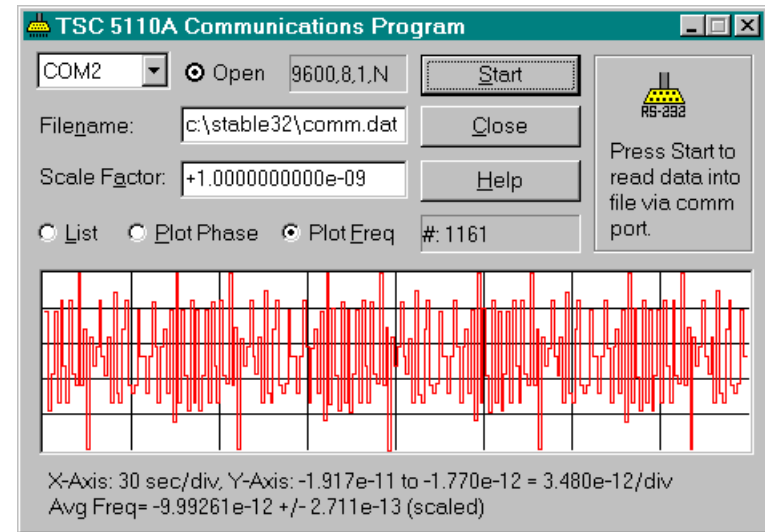 TSC 5110A Communications Program
COM2
Open
9600,8,1,N
Start
RS-232
Filename:
c:\stable32\comm.dat
Close
Scale Factor:
+1.0000000000e-09
Help
Press Start to
read data into
file via comm
port.
List
Plot Phase
Plot Freq
#: 1161
X-Axis: 30 sec/div, Y-Axis: -1.917e-11 to -1.770e-12 = 3.480e-12/div
Avg Freq= -9.99261e-12 +/- 2.711e-13 (scaled)